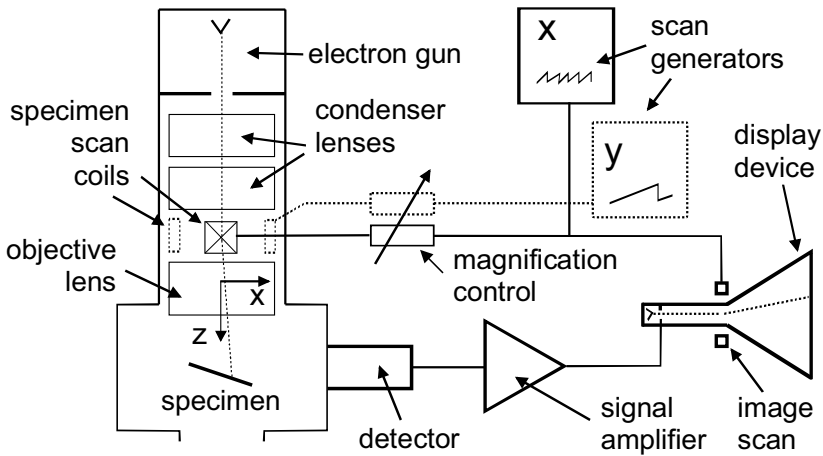 electron gun
specimen
scan
coils
condenser
lenses
objective
lens
x
z
specimen
detector
x
scan
generators
y
display
device
magnification
control
signal
amplifier
image
scan